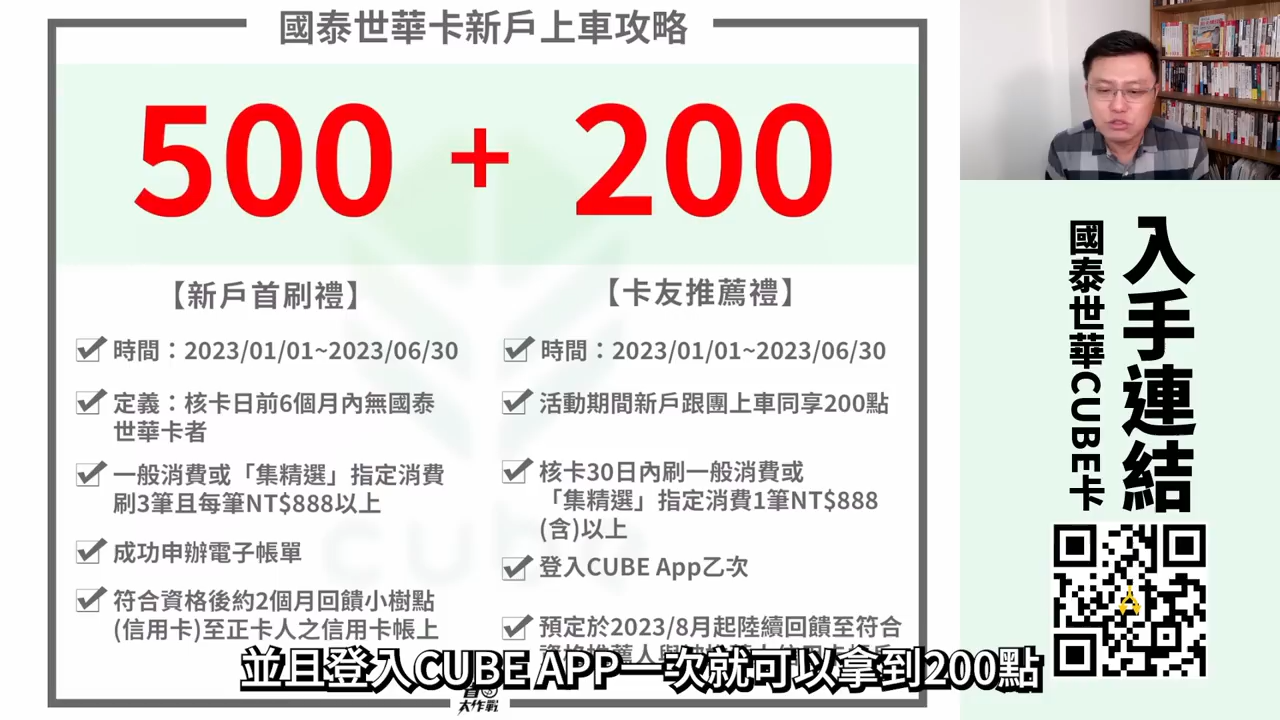 國泰世華卡新戶上車攻略
500 + 200
【新戶首刷禮】
時間：2023/01/01~2023/06/30
定義：核卡日前6個月內無國泰
世華卡者
一般消費或「集精選」指定消費
刷3筆且每筆NT$888以上
成功申辦電子帳單
符合資格後約2個月回饋小樹點
(信用卡)至正卡人之信用卡帳上
【卡友推薦禮】
時間：2023/01/01~2023/06/30
活動期間新戶跟團上車同享200點
核卡30日內刷一般消費或
「集精選」指定消費1筆NT$888
(含)以上
登入CUBE App乙次
預定於2023/8月起陸續回饋至符合
cube
入手連結
國泰世華CUBE卡
並且登入CUBE APP一次就可以拿到200點
大作戰